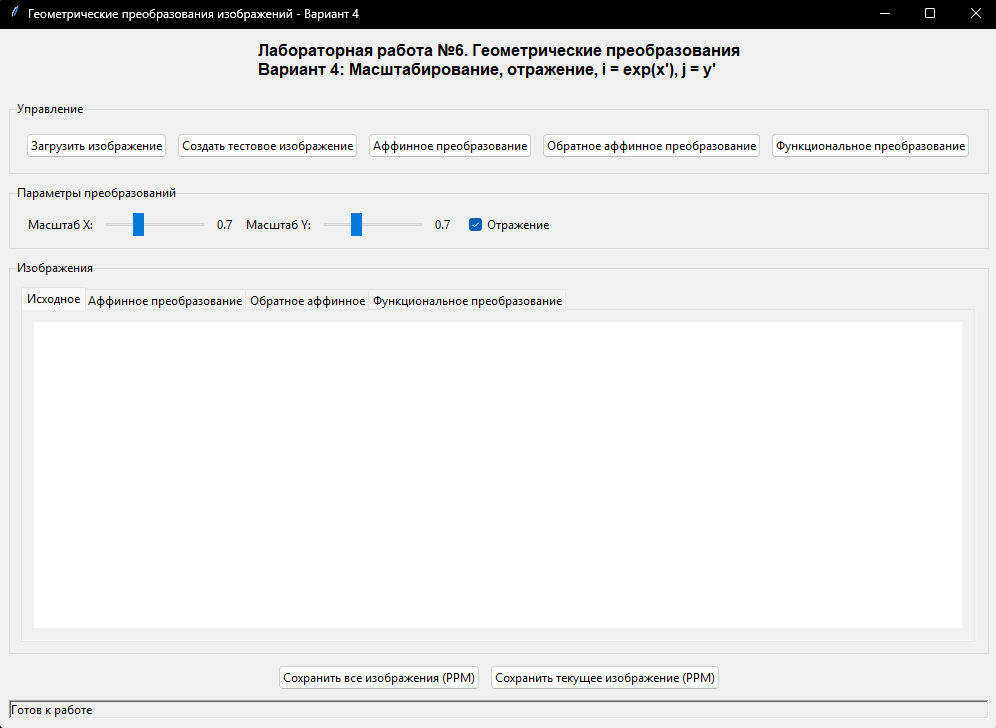 Геометрические преобразования изображений - Вариант 4
Лабораторная работа №6. Геометрические преобразования
Вариант 4: Масштабирование, отражение, i = exp(x'), j = y'
Управление
Загрузить изображение Создать тестовое изображение Аффинное преобразование Обратное аффинное преобразование Функциональное преобразование
Параметры преобразований
Масштаб X: 0.7 Масштаб Y: 0.7 Отражение
Изображения
Исходное Аффинное преобразование Обратное аффинное Функциональное преобразование
Сохранить все изображения (PPM) Сохранить текущее изображение (PPM)
Готов к работе